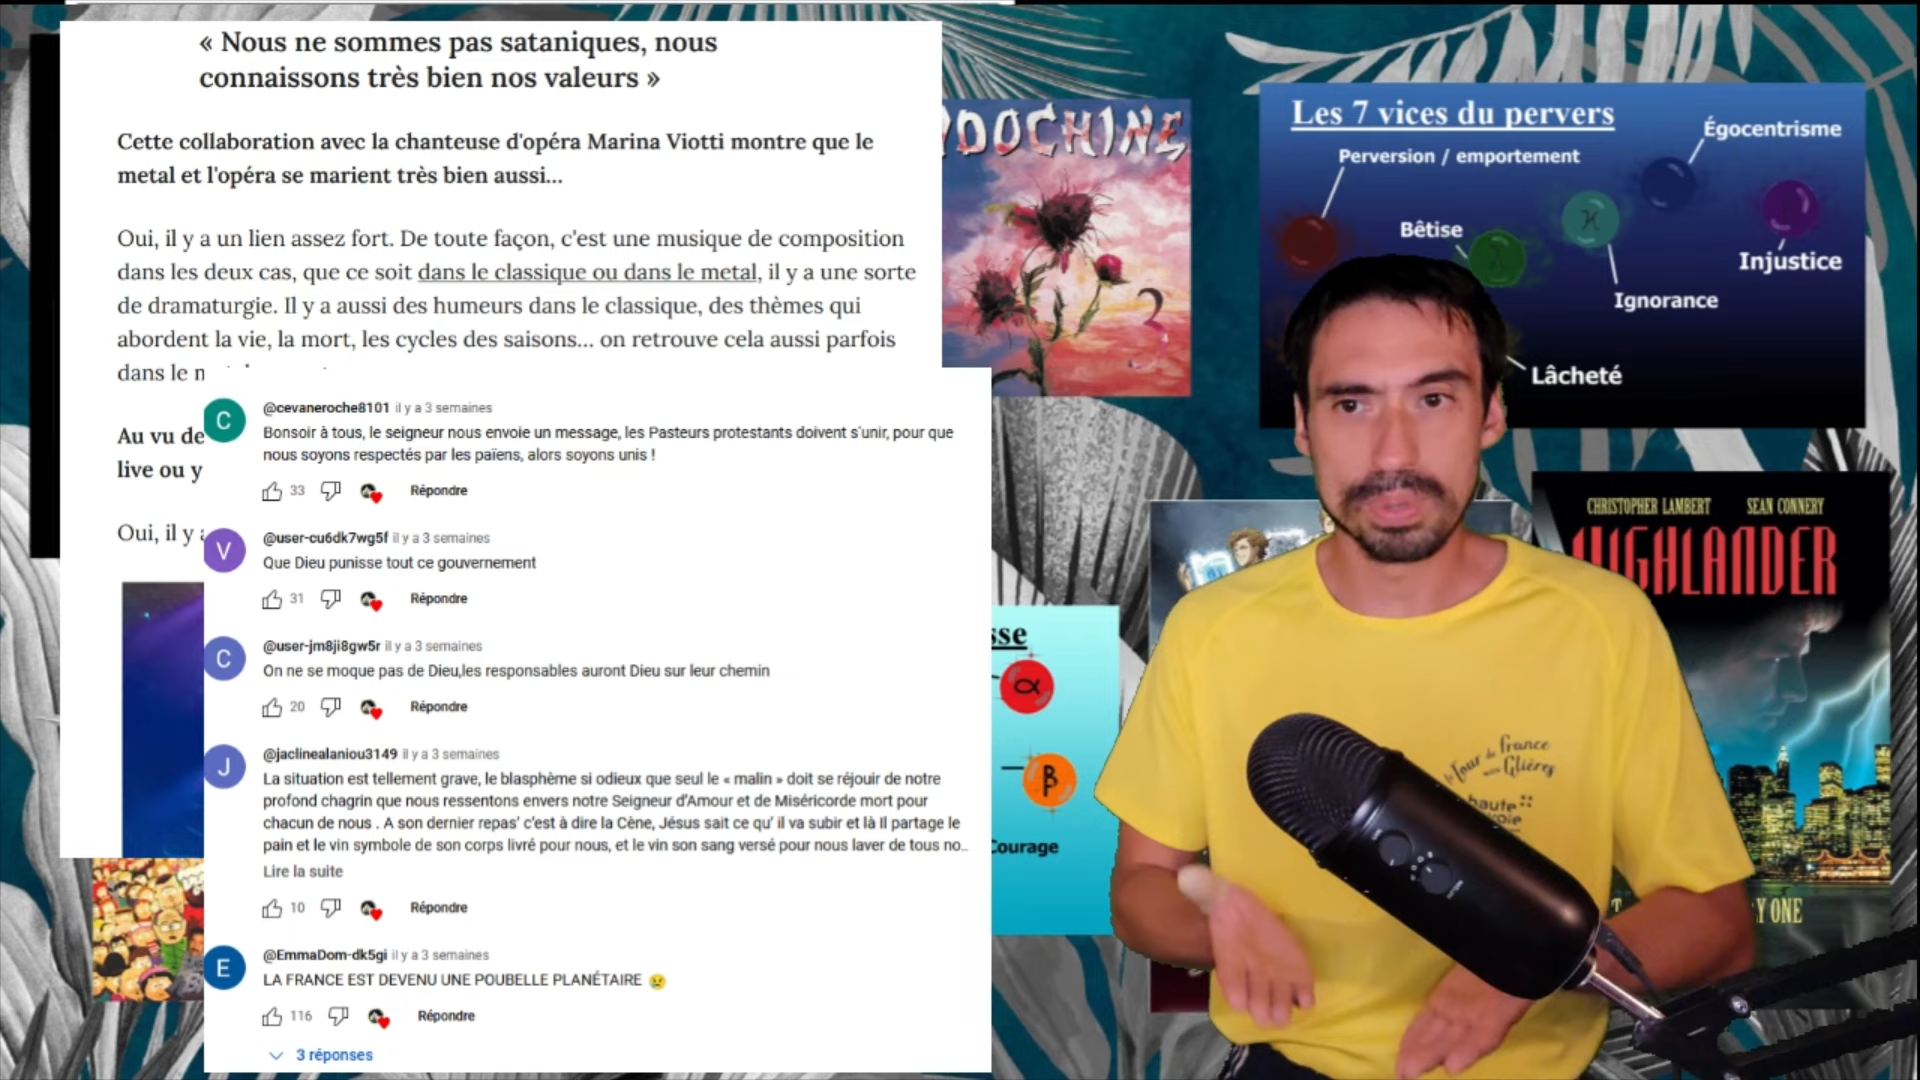 « Nous ne sommes pas sataniques, nous
connaissons très bien nos valeurs »
Cette collaboration avec la chanteuse d'opéra Marina Viotti montre que le
metal et l'opéra se marient très bien aussi...
Oui, il y a un lien assez fort. De toute façon, c'est une musique de composition
dans les deux cas, que ce soit dans le classique ou dans le metal, il y a une sorte
de dramaturgie. Il y a aussi des humeurs dans le classique, des thèmes qui
abordent la vie, la mort, les cycles des saisons... on retrouve cela aussi parfois
dans le
Au vu de
live ou y
Oui, il y a
@cevaneroche8101 il y a 3 semaines
Bonsoir à tous, le seigneur nous envoie un message, les Pasteurs protestants doivent s'unir, pour que
nous soyons respectés par les païens, alors soyons unis !
33 Répondre
@user-cu6dk7wg5f il y a 3 semaines
Que Dieu punisse tout ce gouvernement
31 Répondre
@user-jm8ji8gw5r il y a 3 semaines
On ne se moque pas de Dieu,les responsables auront Dieu sur leur chemin
20 Répondre
@jaclinealaniou3149 il y a 3 semaines
La situation est tellement grave, le blasphème si odieux que seul le « malin » doit se réjouir de notre
profond chagrin que nous ressentons envers notre Seigneur d'Amour et de Miséricorde mort pour
chacun de nous . A son dernier repas' c'est à dire la Cène, Jésus sait ce qu' il va subir et là Il partage le
pain et le vin symbole de son corps livré pour nous, et le vin son sang versé pour nous laver de tous no...
Lire la suite
10 Répondre
@EmmaDom-dk5gi il y a 3 semaines
LA FRANCE EST DEVENU UNE POUBELLE PLANÉTAIRE 😢
116 Répondre
3 réponses
C
V
C
J
E
DOCHINE
3
Les 7 vices du pervers
Égocentrisme
Perversion / emportement
Bêtise
Injustice
Ignorance
Lâcheté
CHRISTOPHER LAMBERT SEAN CONNERY
HIGHLANDER
Y ONE
sse
α
β
Courage
le Tour de france
aux Glières
haute